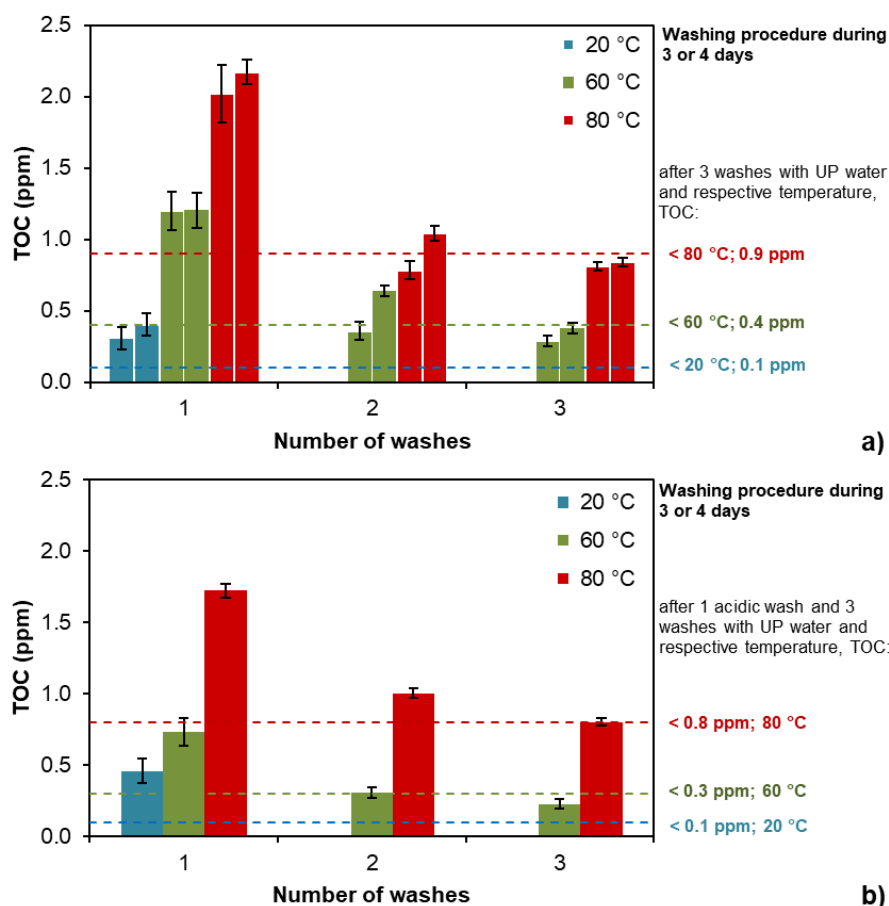 2.5
2.0
1.5
1.0
0.5
0.0
TOC (ppm)
20 °C
60 °C
80 °C
1
2
3
Number of washes
Washing procedure during
3 or 4 days
after 3 washes with UP water
and respective temperature,
TOC:
< 80 °C; 0.9 ppm
< 60 °C; 0.4 ppm
< 20 °C; 0.1 ppm
a)
2.5
2.0
1.5
1.0
0.5
0.0
TOC (ppm)
20 °C
60 °C
80 °C
1
2
3
Number of washes
Washing procedure during
3 or 4 days
after 1 acidic wash and 3
washes with UP water and
respective temperature, TOC:
< 0.8 ppm; 80 °C
< 0.3 ppm; 60 °C
< 0.1 ppm; 20 °C
b)